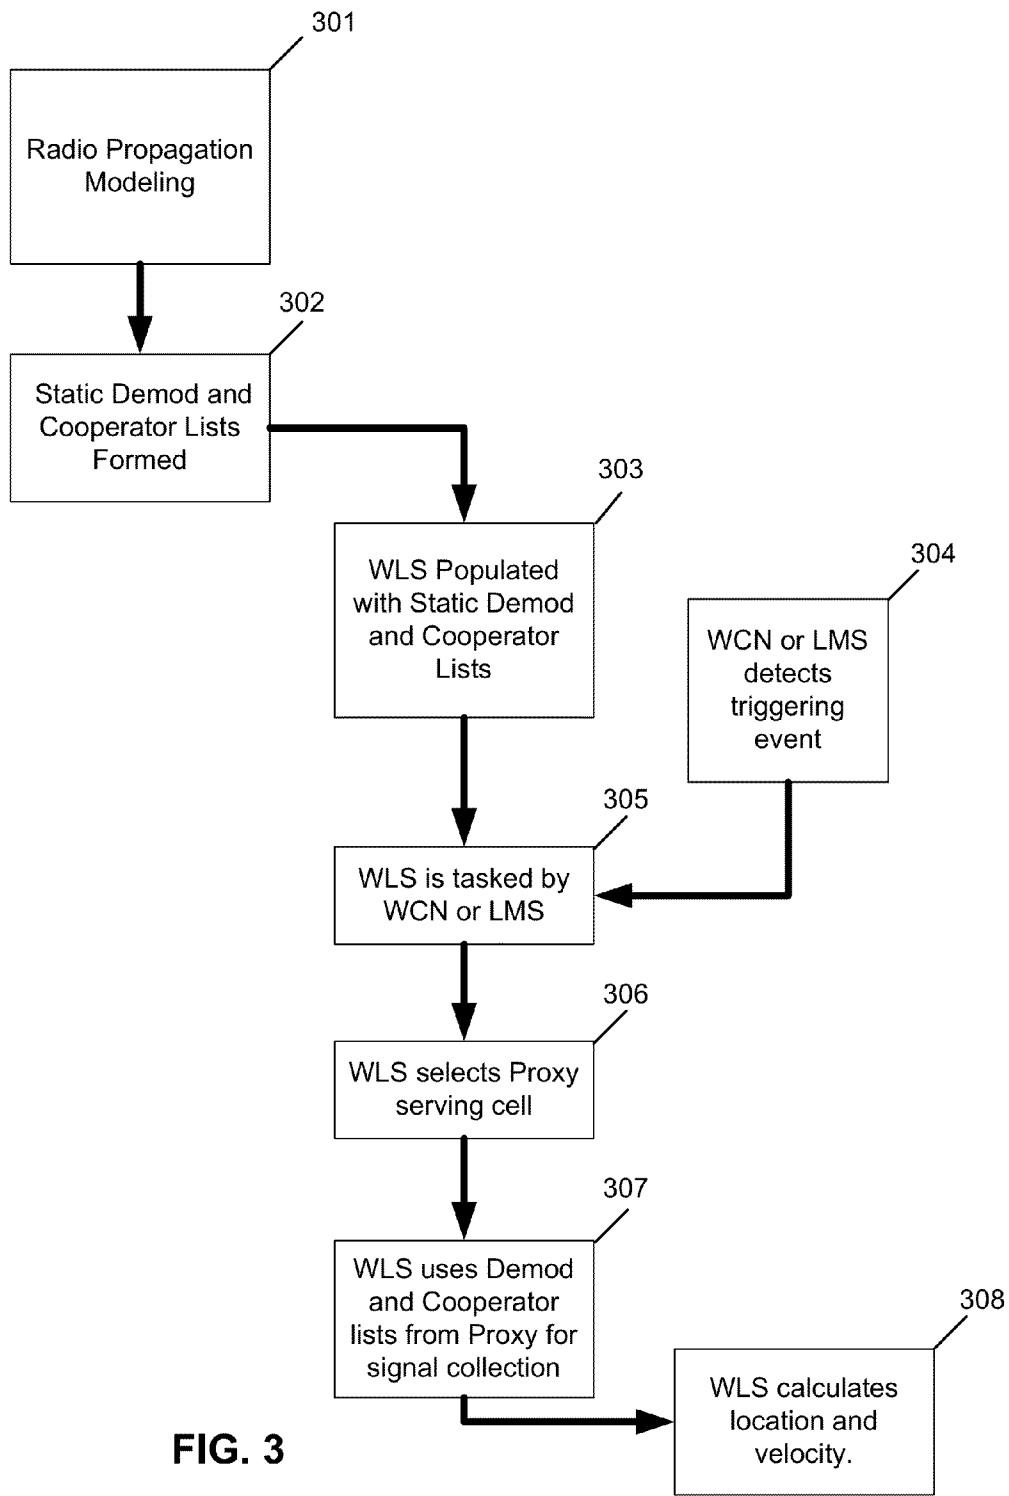 301
Radio Propagation
Modeling
302
Static Demod and
Cooperator Lists
Formed
303
WLS Populated
with Static Demod
and Cooperator
Lists
304
WCN or LMS
detects
triggering
event
305
WLS is tasked by
WCN or LMS
306
WLS selects Proxy
serving cell
307
WLS uses Demod
and Cooperator
lists from Proxy for
signal collection
308
WLS calculates
location and
velocity.
FIG. 3